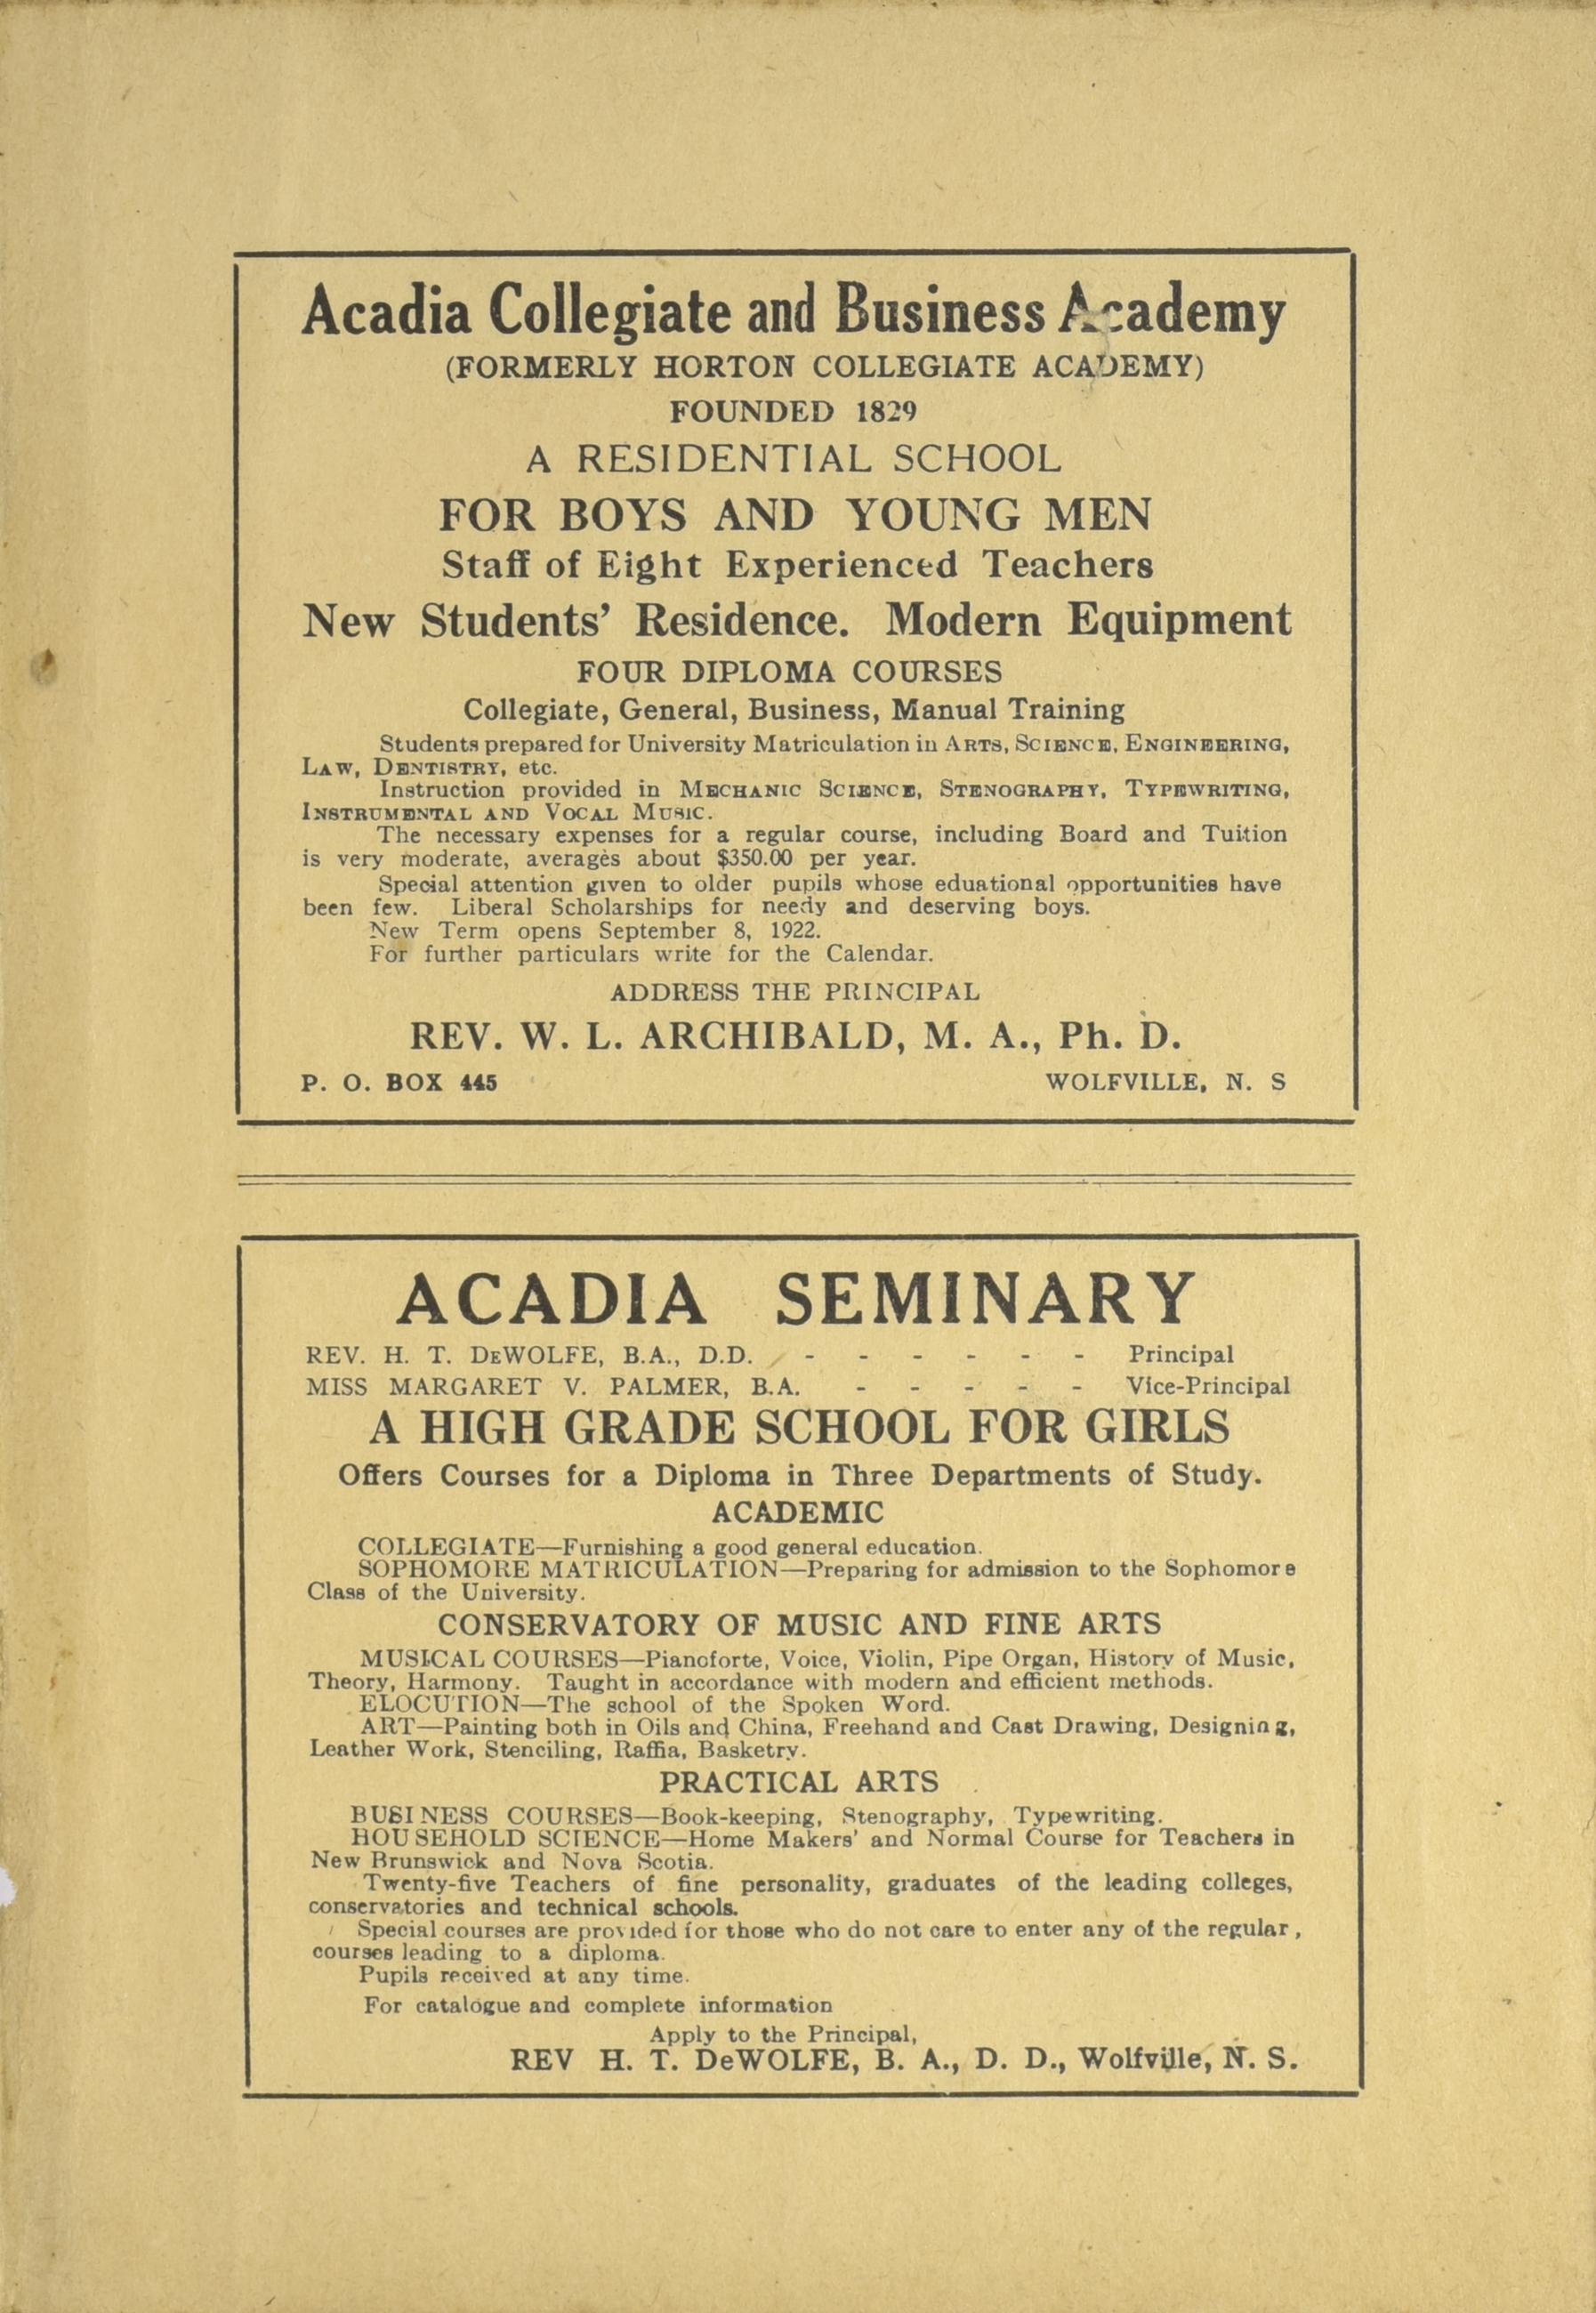 Acadia Collegiate and Business Academy
(FORMERLY HORTON COLLEGIATE ACADEMY)
FOUNDED 1829
A RESIDENTIAL SCHOOL
FOR BOYS AND YOUNG MEN
Staff of Eight Experienced Teachers
New Students' Residence. Modern Equipment
FOUR DIPLOMA COURSES
Collegiate, General, Business, Manual Training
Students prepared for University Matriculation in ARTS, SCIENCE, ENGINEERING,
LAW, DENTISTRY, etc.
Instruction provided in MECHANIC SCIENCE, STENOGRAPHY, TYPEWRITING,
INSTRUMENTAL AND VOCAL MUSIC.
The necessary expenses for a regular course, including Board and Tuition
is very moderate, averages about $350.00 per year.
Special attention given to older pupils whose eduational opportunities have
been few. Liberal Scholarships for needy and deserving boys.
New Term opens September 8, 1922.
For further particulars write for the Calendar.
ADDRESS THE PRINCIPAL
REV. W. L. ARCHIBALD, M. A., Ph. D.
P. O. BOX 445 WOLFVILLE, N. S
ACADIA SEMINARY
REV. H. T. DeWOLFE, B.A., D.D. - - - - - - Principal
MISS MARGARET V. PALMER, B.A. - - - - - Vice-Principal
A HIGH GRADE SCHOOL FOR GIRLS
Offers Courses for a Diploma in Three Departments of Study.
ACADEMIC
COLLEGIATE—Furnishing a good general education.
SOPHOMORE MATRICULATION—Preparing for admission to the Sophomore
Class of the University.
CONSERVATORY OF MUSIC AND FINE ARTS
MUSICAL COURSES—Pianoforte, Voice, Violin, Pipe Organ, History of Music,
Theory, Harmony. Taught in accordance with modern and efficient methods.
ELOCUTION—The school of the Spoken Word.
ART—Painting both in Oils and China, Freehand and Cast Drawing, Designing,
Leather Work, Stenciling, Raffia, Basketry.
PRACTICAL ARTS
BUSINESS COURSES—Book-keeping, Stenography, Typewriting.
HOUSEHOLD SCIENCE—Home Makers' and Normal Course for Teachers in
New Brunswick and Nova Scotia.
Twenty-five Teachers of fine personality, graduates of the leading colleges,
conservatories and technical schools.
Special courses are provided for those who do not care to enter any of the regular,
courses leading to a diploma.
Pupils received at any time.
For catalogue and complete information
Apply to the Principal,
REV H. T. DeWOLFE, B. A., D. D., Wolfville, N. S.